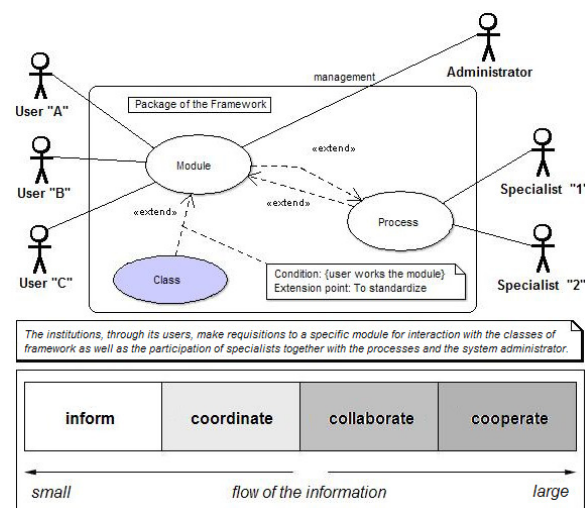 management
Administrator
User "A"
Package of the Framework
«extend»
Module
User "B"
Specialist "1"
«extend»
«extend»
Process
User "C"
Class
Condition: {user works the module}
Extension point: To standardize
Specialist "2"
The institutions, through its users, make requisitions to a specific module for interaction with the classes of
framework as well as the participation of specialists together with the processes and the system administrator.
inform coordinate collaborate cooperate
small flow of the information large